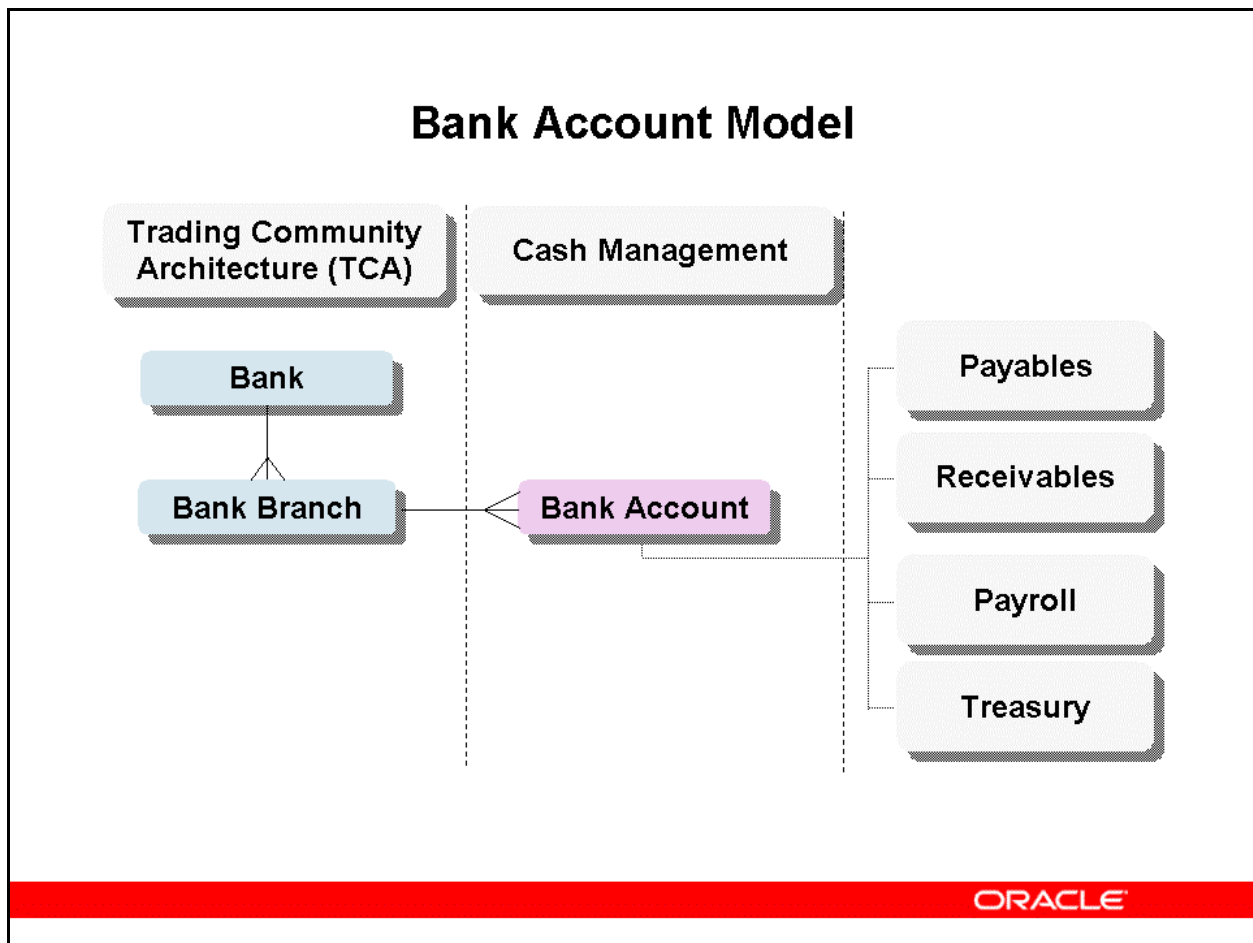 Bank Account Model
Trading Community
Architecture (TCA)
Cash Management
Bank
Bank Branch
Bank Account
Payables
Receivables
Payroll
Treasury
ORACLE